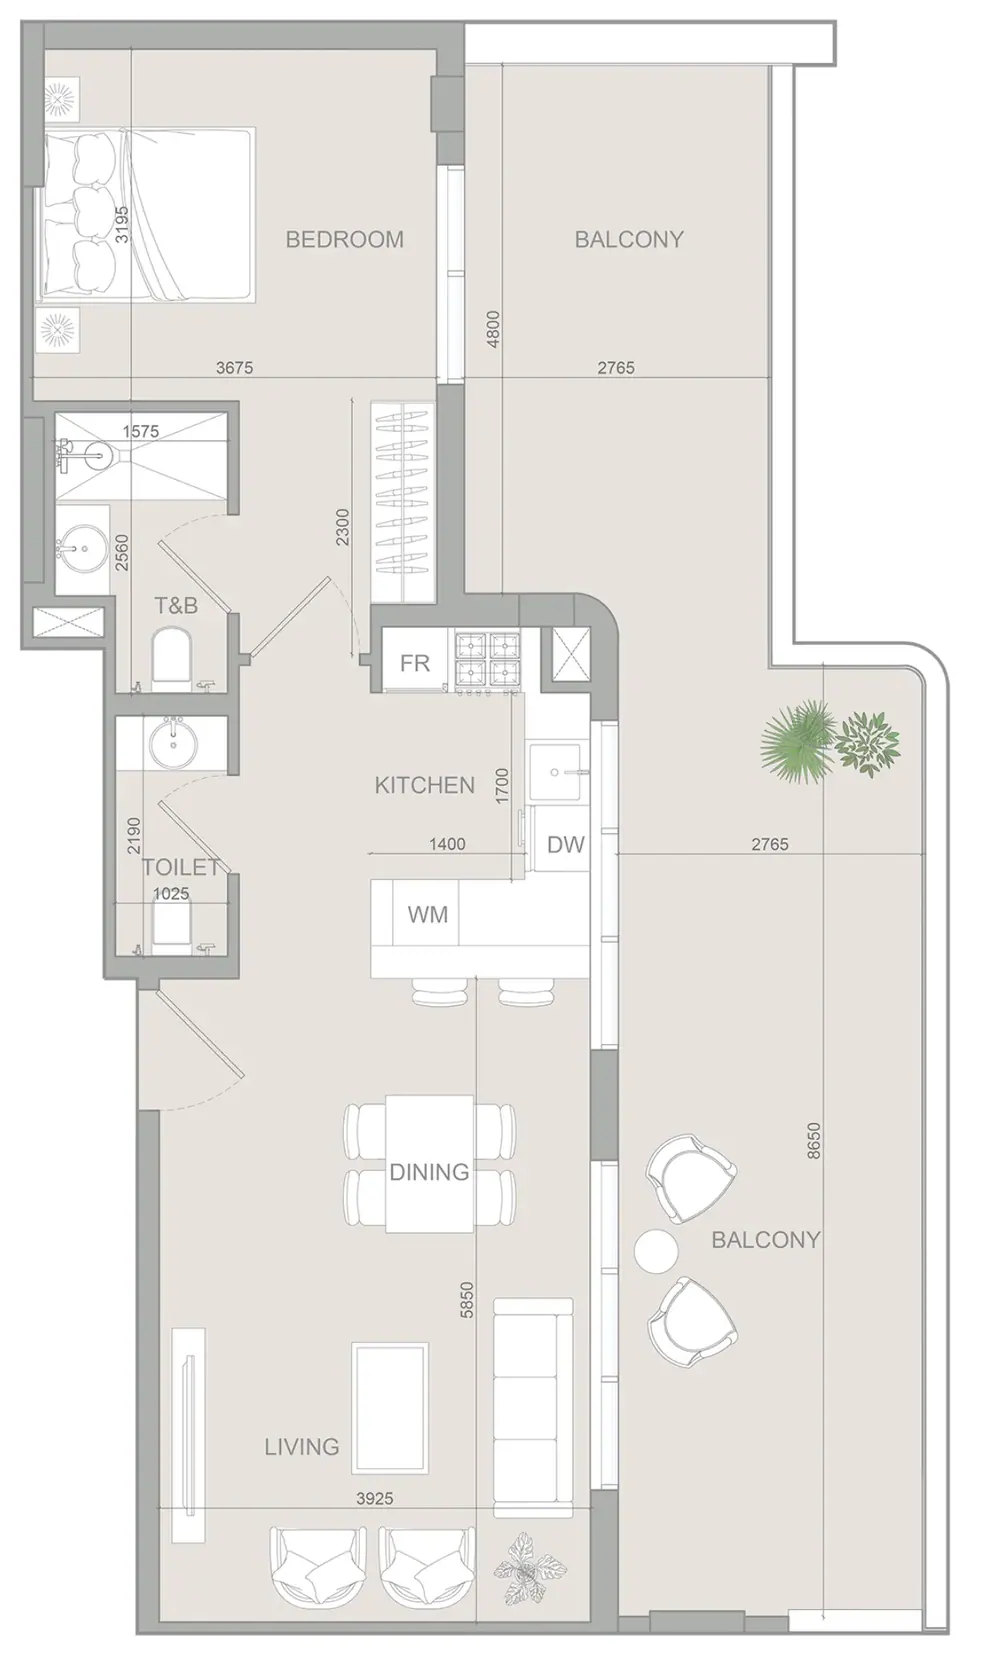 3195
BEDROOM
BALCONY
4800
3675
2765
1575
2560
2300
T&B
FR
KITCHEN
1700
2190
TOILET
1400
DW
2765
1025
WM
8650
DINING
BALCONY
5850
LIVING
3925